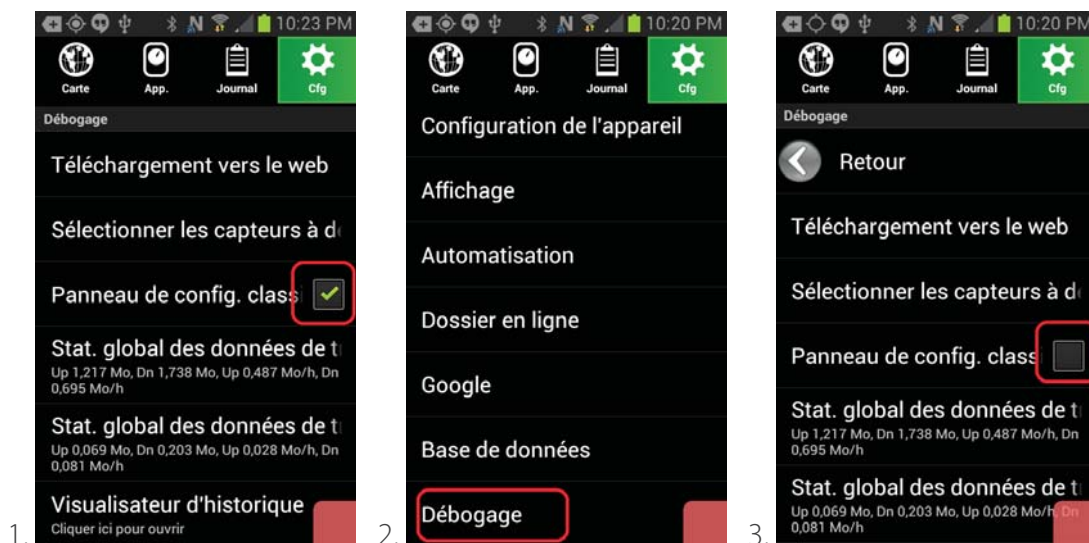 10:23 PM
Carte App. Journal Cfg
Débogage
Téléchargement vers le web
Sélectionner les capteurs à d
Panneau de config. class
Stat. global des données de t
Up 1,217 Mo, Dn 1,738 Mo, Up 0,487 Mo/h, Dn
0,695 Mo/h
Stat. global des données de t
Up 0,069 Mo, Dn 0,203 Mo, Up 0,028 Mo/h, Dn
0,081 Mo/h
Visualisateur d'historique
Cliquer ici pour ouvrir
1.
10:20 PM
Carte App. Journal Cfg
Configuration de l'appareil
Affichage
Automatisation
Dossier en ligne
Google
Base de données
Débogage
2.
10:20 PM
Carte App. Journal Cfg
Débogage
Retour
Téléchargement vers le web
Sélectionner les capteurs à d
Panneau de config. class
Stat. global des données de t
Up 1,217 Mo, Dn 1,738 Mo, Up 0,487 Mo/h, Dn
0,695 Mo/h
Stat. global des données de t
Up 0,069 Mo, Dn 0,203 Mo, Up 0,028 Mo/h, Dn
0,081 Mo/h
3.